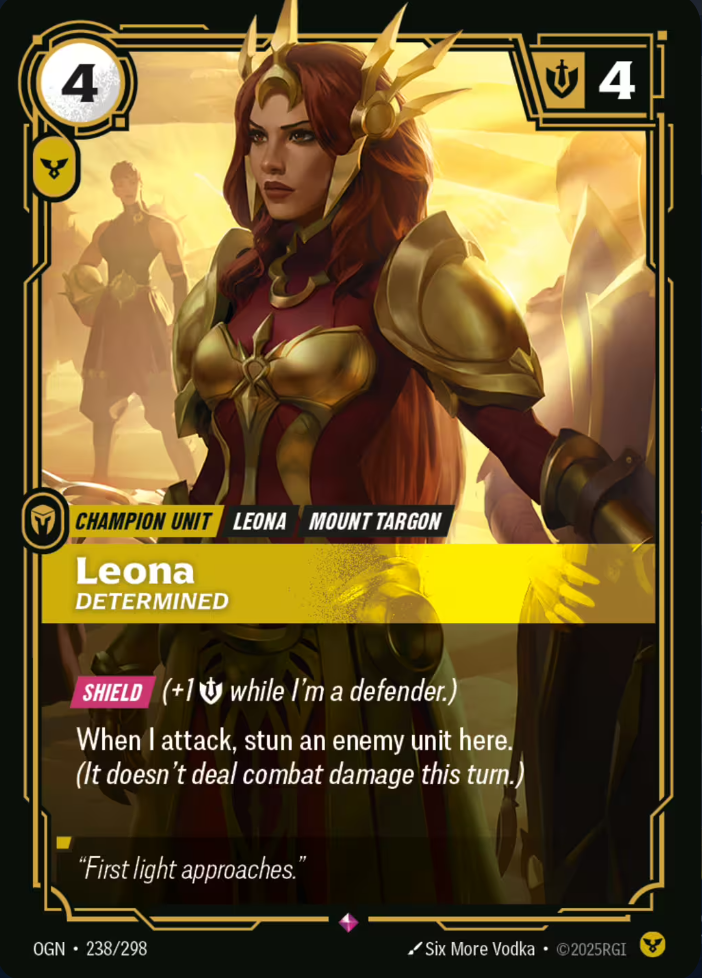 4
4
CHAMPION UNIT LEONA MOUNT TARGON
Leona
DETERMINED
SHIELD (+1 while I'm a defender.)
When I attack, stun an enemy unit here.
(It doesn't deal combat damage this turn.)
“First light approaches.”
OGN • 238/298 Six More Vodka • ©2025RGI